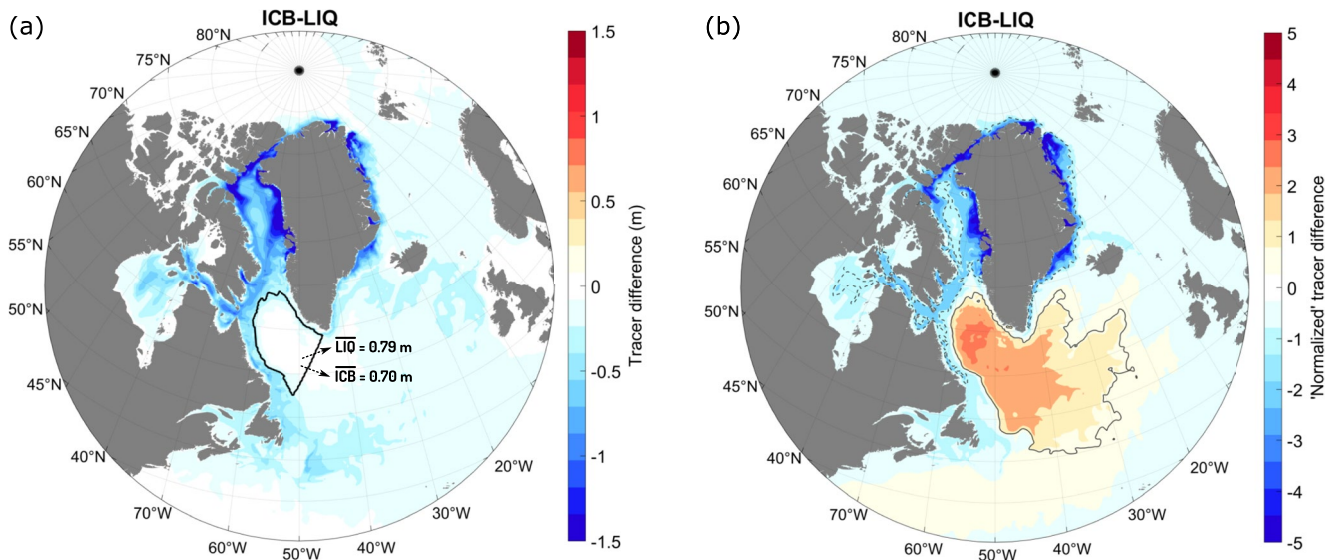 (a)
ICB-LIQ
80°N
75°N
70°N
65°N
60°N
55°N
50°N
45°N
40°N
70°W
60°W
50°W
40°W
30°W
20°W
LIQ = 0.79 m
ICB = 0.70 m
1.5
1
0.5
0
-0.5
-1
-1.5
Tracer difference (m)
(b)
ICB-LIQ
80°N
75°N
70°N
65°N
60°N
55°N
50°N
45°N
40°N
70°W
60°W
50°W
40°W
30°W
20°W
5
4
3
2
1
0
-1
-2
-3
-4
-5
'Normalized' tracer difference